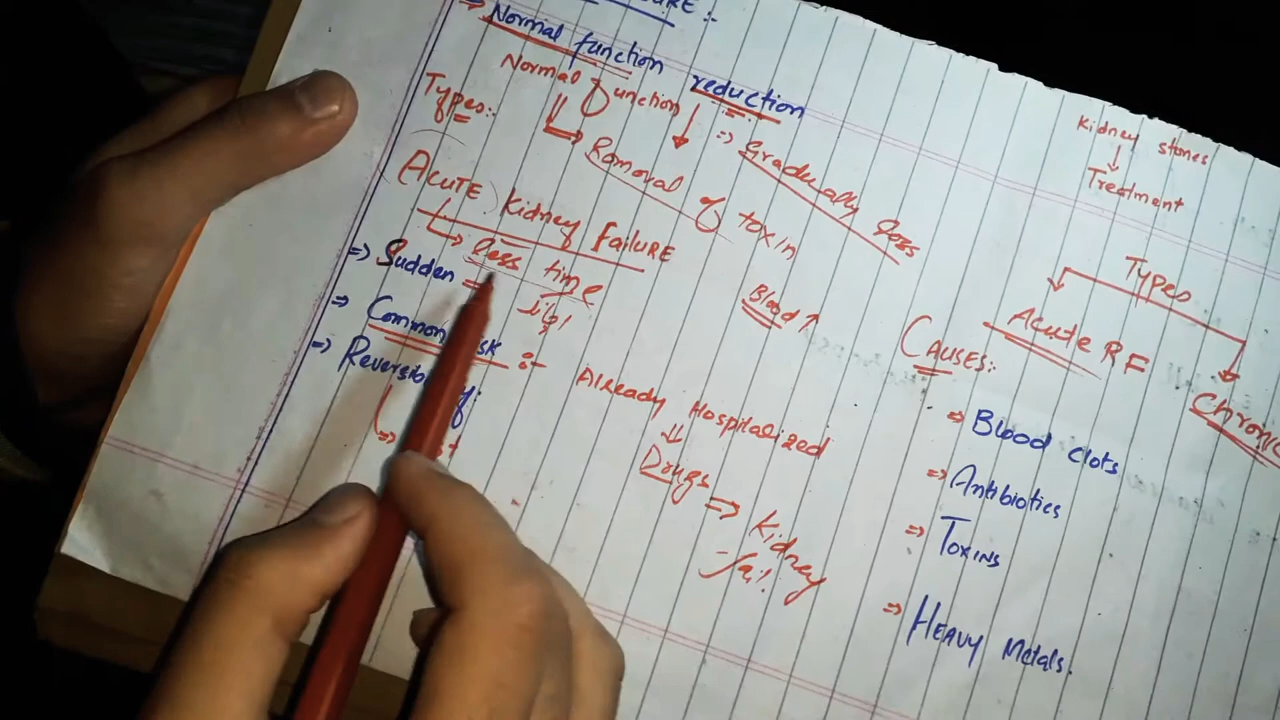 ⇒ Normal function reduction
Normal function
⇒ Gradually loss
Removal of toxin
Types:
(ACUTE) Kidney FAILURE
less time
⇒ Sudden
⇒ Common
⇒
Blood ↑
Already Hospitalized
Drugs ⇒ Kidney
Kidney stones
↓
Treatment
Types
Acute RF
Chronic
CAUSES:
⇒ Blood clots
⇒ Antibiotics
⇒ Toxins
⇒ HEAVY Metals.